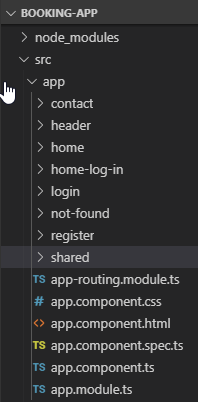 BOOKING-APP
node_modules
src
app
contact
header
home
home-log-in
login
not-found
register
shared
TS app-routing.module.ts
# app.component.css
<> app.component.html
TS app.component.spec.ts
TS app.component.ts
TS app.module.ts